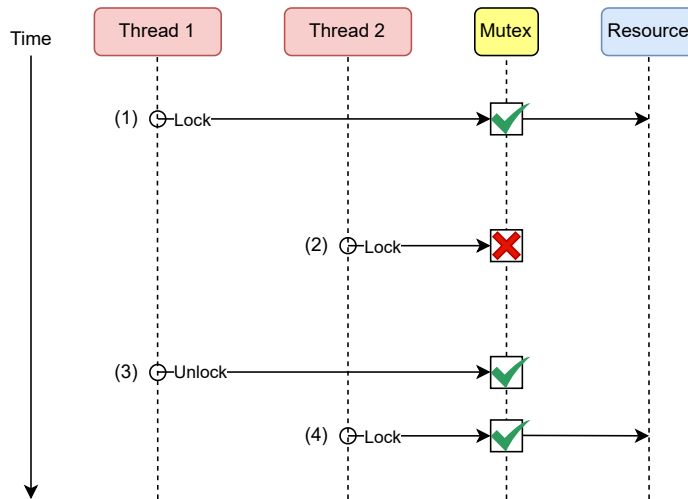 Time
Thread 1
Thread 2
Mutex
Resource
(1) Lock
(2) Lock
(3) Unlock
(4) Lock